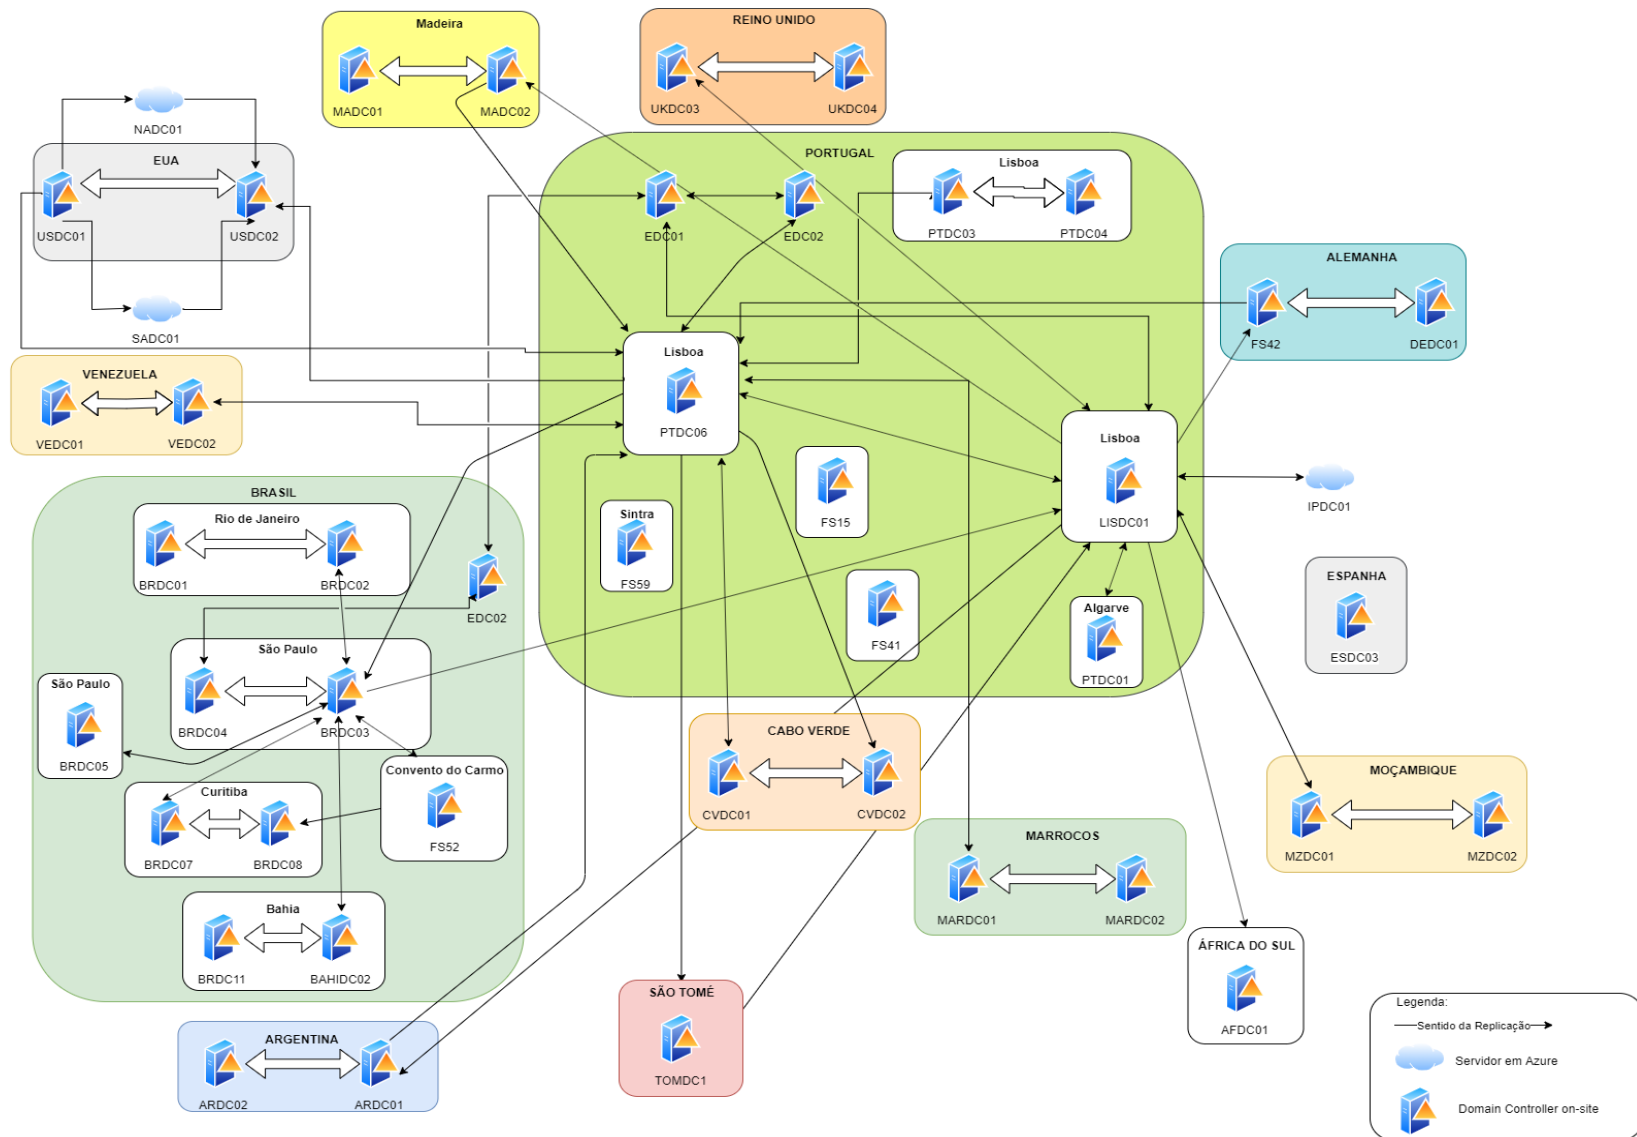 Madeira
MADC01
MADC02
REINO UNIDO
UKDC03
UKDC04
NADC01
EUA
USDC01
USDC02
SADC01
PORTUGAL
EDC01
EDC02
Lisboa
PTDC03
PTDC04
ALEMANHA
FS42
DEDC01
VENEZUELA
VEDC01
VEDC02
Lisboa
PTDC06
Lisboa
LISDC01
IPDC01
FS15
Sintra
FS59
FS41
Algarve
PTDC01
ESPANHA
ESDC03
BRASIL
Rio de Janeiro
BRDC01
BRDC02
EDC02
São Paulo
BRDC04
BRDC03
São Paulo
BRDC05
Curitiba
BRDC07
BRDC08
Convento do Carmo
FS52
Bahia
BRDC11
BAHIDC02
CABO VERDE
CVDC01
CVDC02
MARROCOS
MARDC01
MARDC02
MOÇAMBIQUE
MZDC01
MZDC02
ÁFRICA DO SUL
AFDC01
SÃO TOMÉ
TOMDC1
ARGENTINA
ARDC02
ARDC01
Legenda:
Sentido da Replicação
Servidor em Azure
Domain Controller on-site